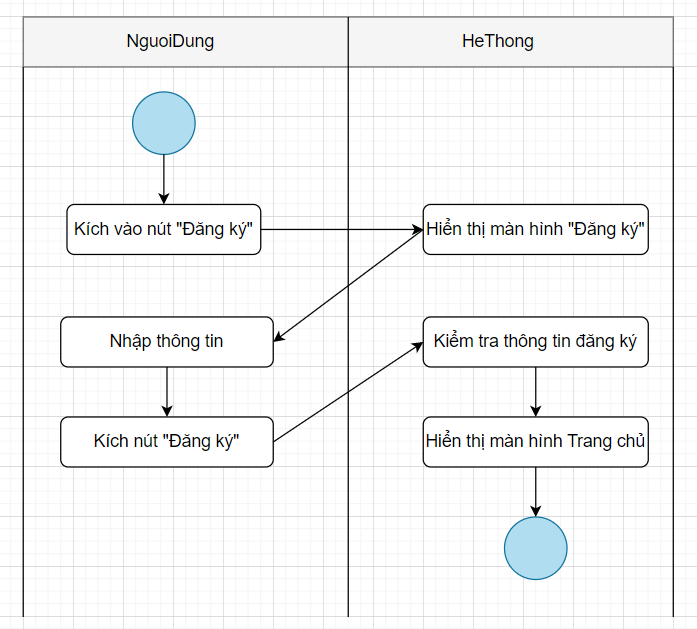 NguoiDung
HeThong
Kích vào nút "Đăng ký"
Hiển thị màn hình "Đăng ký"
Nhập thông tin
Kiểm tra thông tin đăng ký
Kích nút "Đăng ký"
Hiển thị màn hình Trang chủ